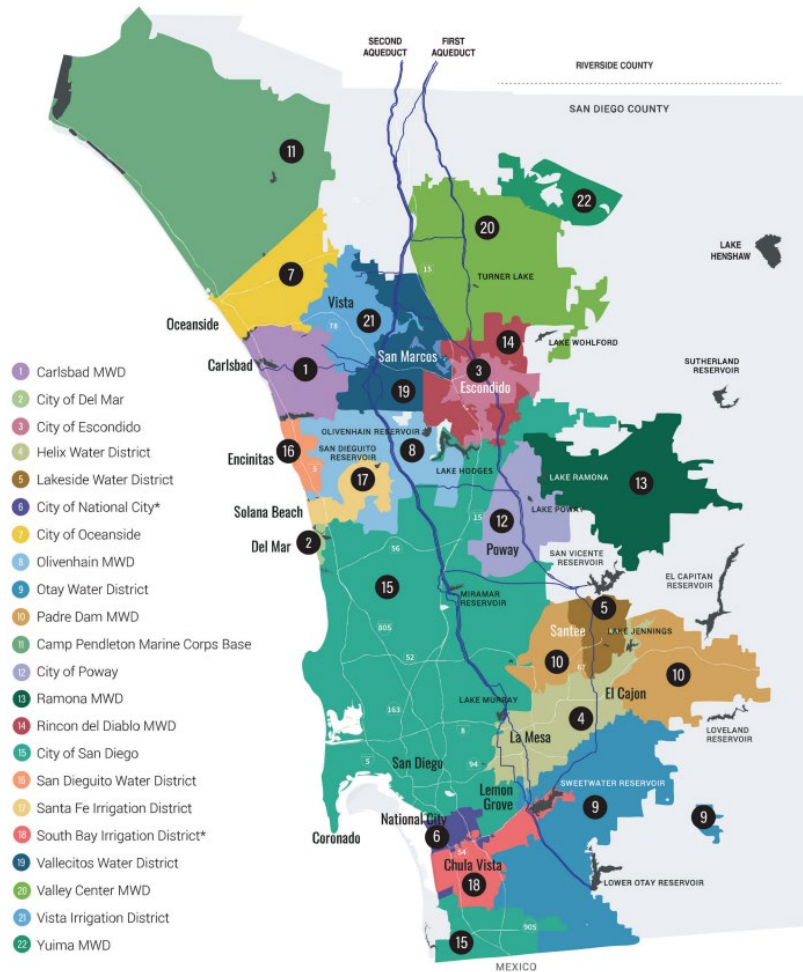 SECOND
AQUEDUCT
FIRST
AQUEDUCT
RIVERSIDE COUNTY
SAN DIEGO COUNTY
11
22
20
LAKE
HENSHAW
7
15
TURNER LAKE
Vista
21
Oceanside
78
14
LAKE WOHLFORD
San Marcos
Carlsbad
1
3
Escondido
SUTHERLAND
RESERVOIR
19
OLIVENHAIN RESERVOIR
16
SAN DIEGUITO
RESERVOIR
8
Encinitas
5
17
LAKE HODGES
LAKE RAMONA
13
Solana Beach
15
12
LAKE POWAY
Del Mar
2
56
Poway
SAN VICENTE
RESERVOIR
EL CAPITAN
RESERVOIR
15
MIRAMAR
RESERVOIR
5
805
Santee
LAKE JENNINGS
52
10
67
10
El Cajon
LAKE MURRAY
163
4
LOVELAND
RESERVOIR
8
La Mesa
San Diego
94
5
Lemon
Grove
SWEETWATER RESERVOIR
9
9
National City
Coronado
6
54
Chula Vista
18
LOWER OTAY RESERVOIR
15
905
MEXICO
1 Carlsbad MWD
2 City of Del Mar
3 City of Escondido
4 Helix Water District
5 Lakeside Water District
6 City of National City*
7 City of Oceanside
8 Olivenhain MWD
9 Otay Water District
10 Padre Dam MWD
11 Camp Pendleton Marine Corps Base
12 City of Poway
13 Ramona MWD
14 Rincon del Diablo MWD
15 City of San Diego
16 San Dieguito Water District
17 Santa Fe Irrigation District
18 South Bay Irrigation District*
19 Vallecitos Water District
20 Valley Center MWD
21 Vista Irrigation District
22 Yuima MWD